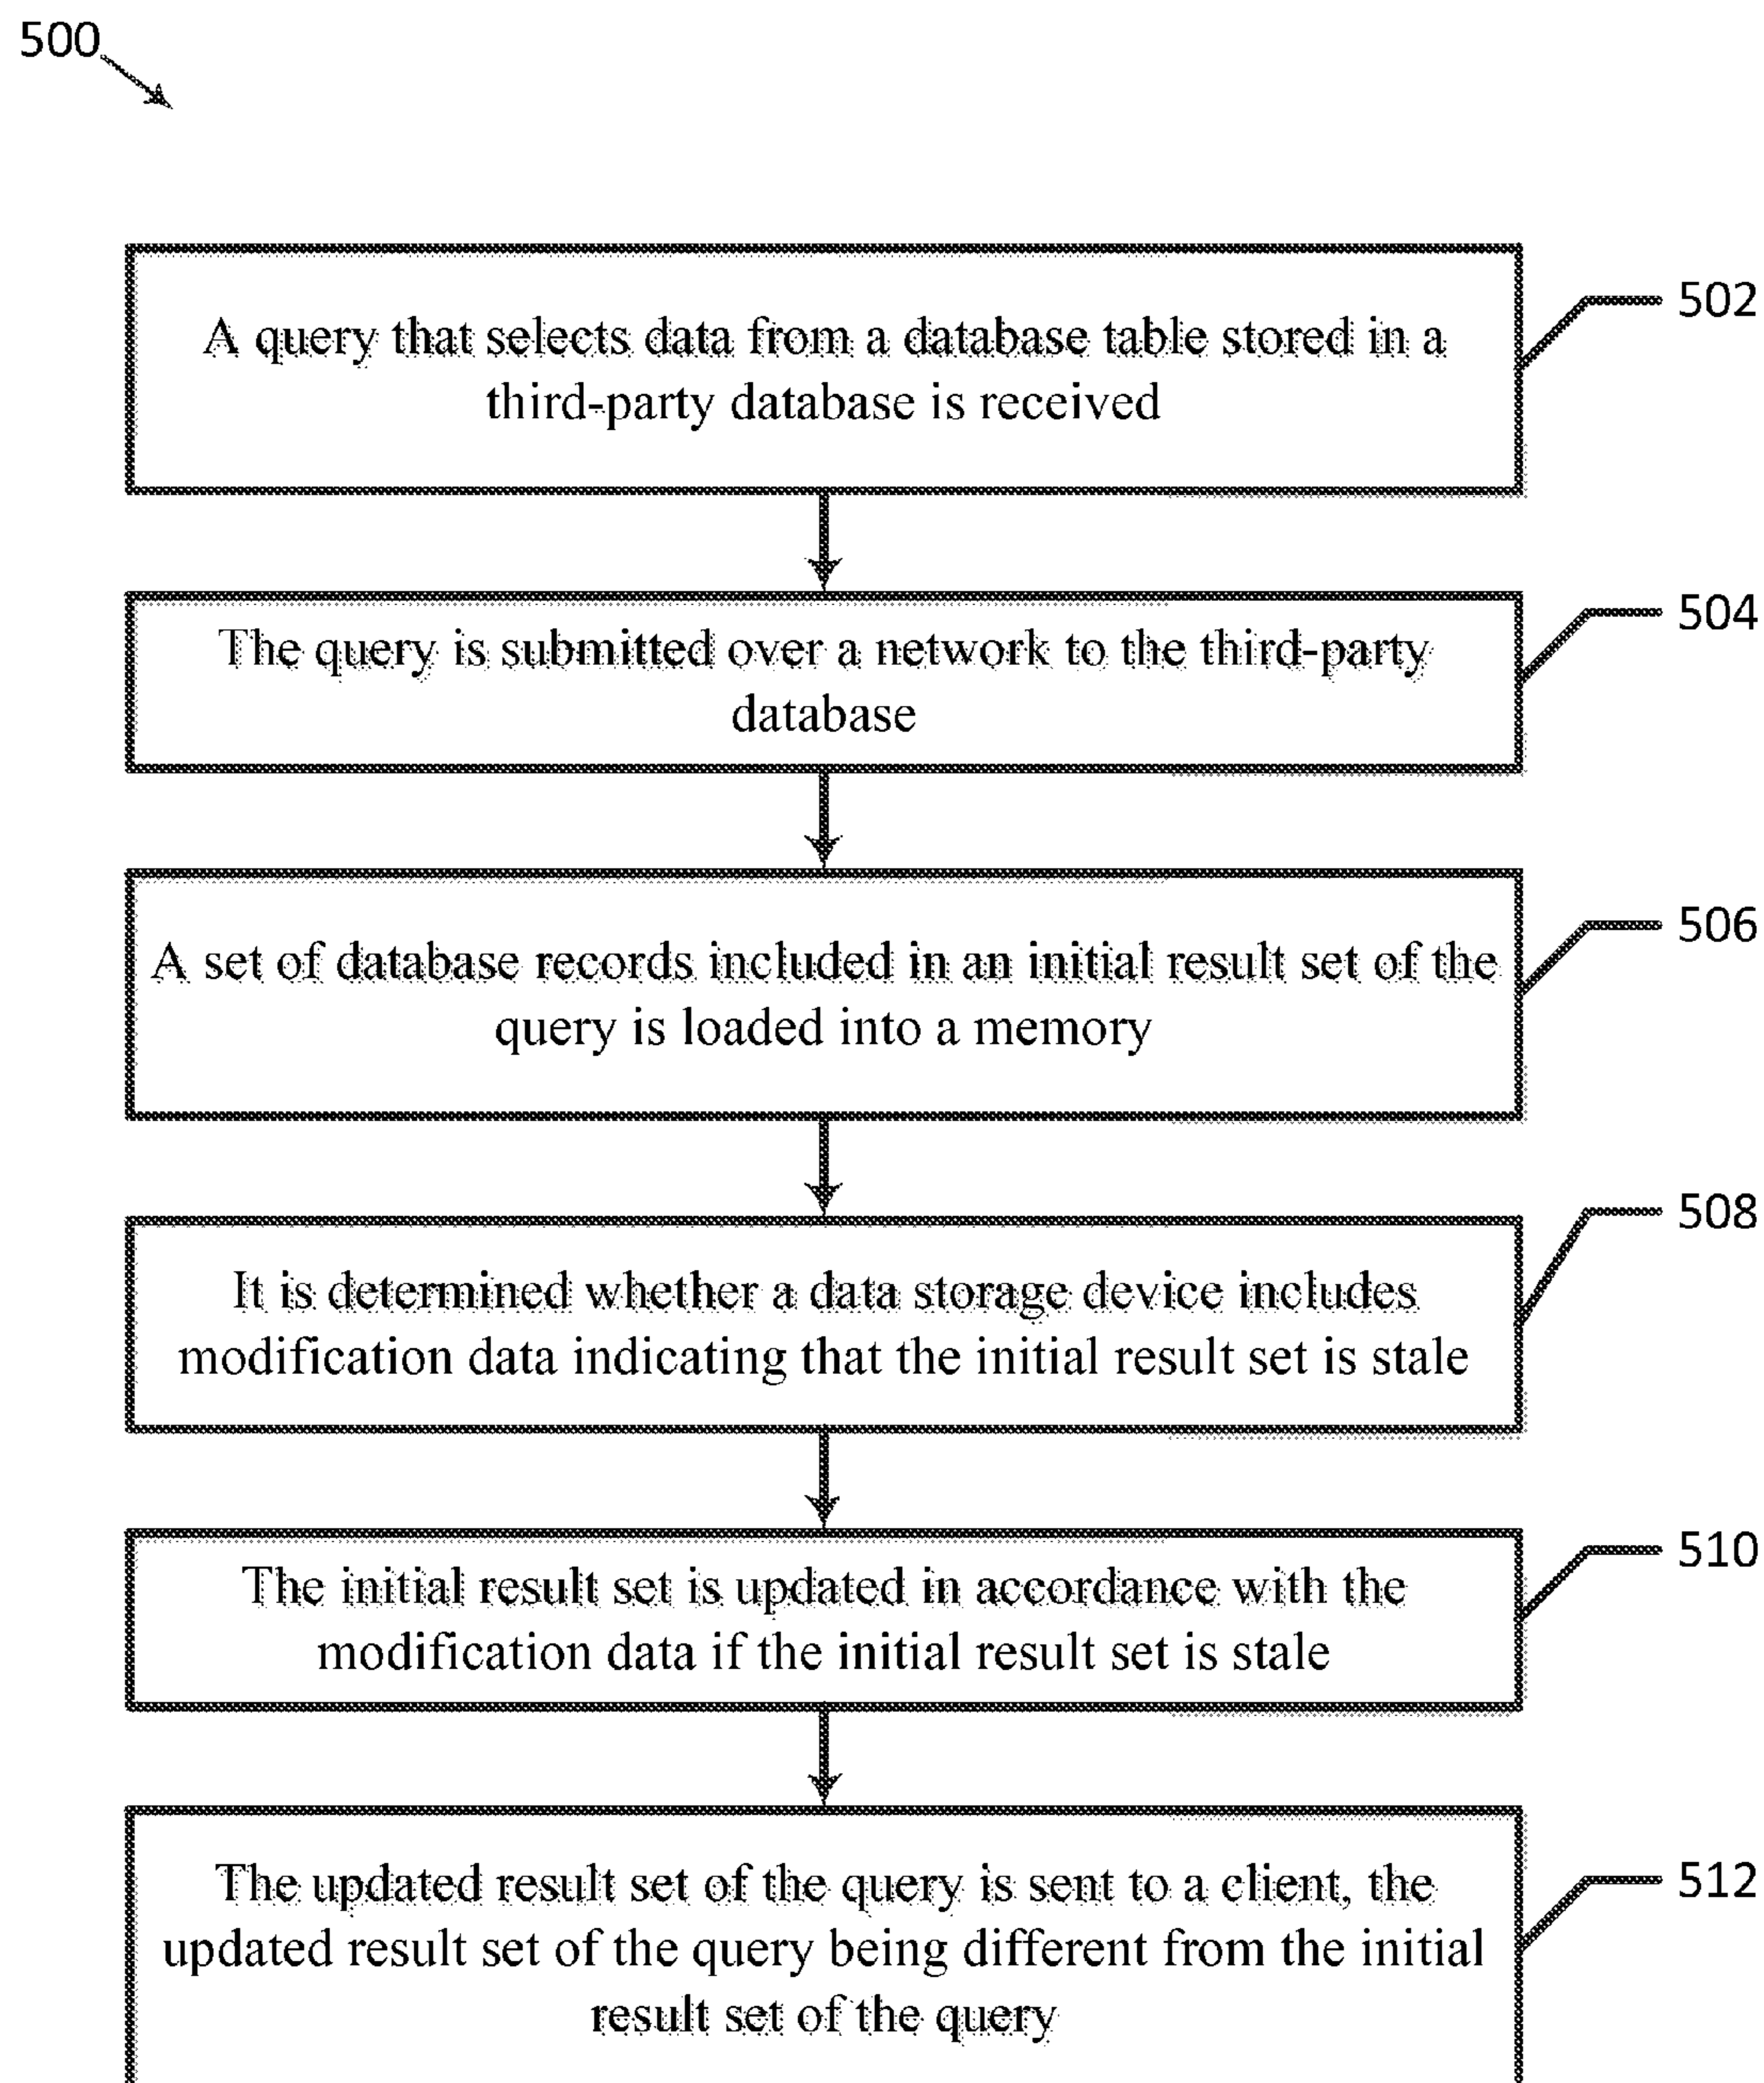 500
A query that selects data from a database table stored in a
third-party database is received
502
The query is submitted over a network to the third-party
database
504
A set of database records included in an initial result set of the
query is loaded into a memory
506
It is determined whether a data storage device includes
modification data indicating that the initial result set is stale
508
The initial result set is updated in accordance with the
modification data if the initial result set is stale
510
The updated result set of the query is sent to a client, the
updated result set of the query being different from the initial
result set of the query
512